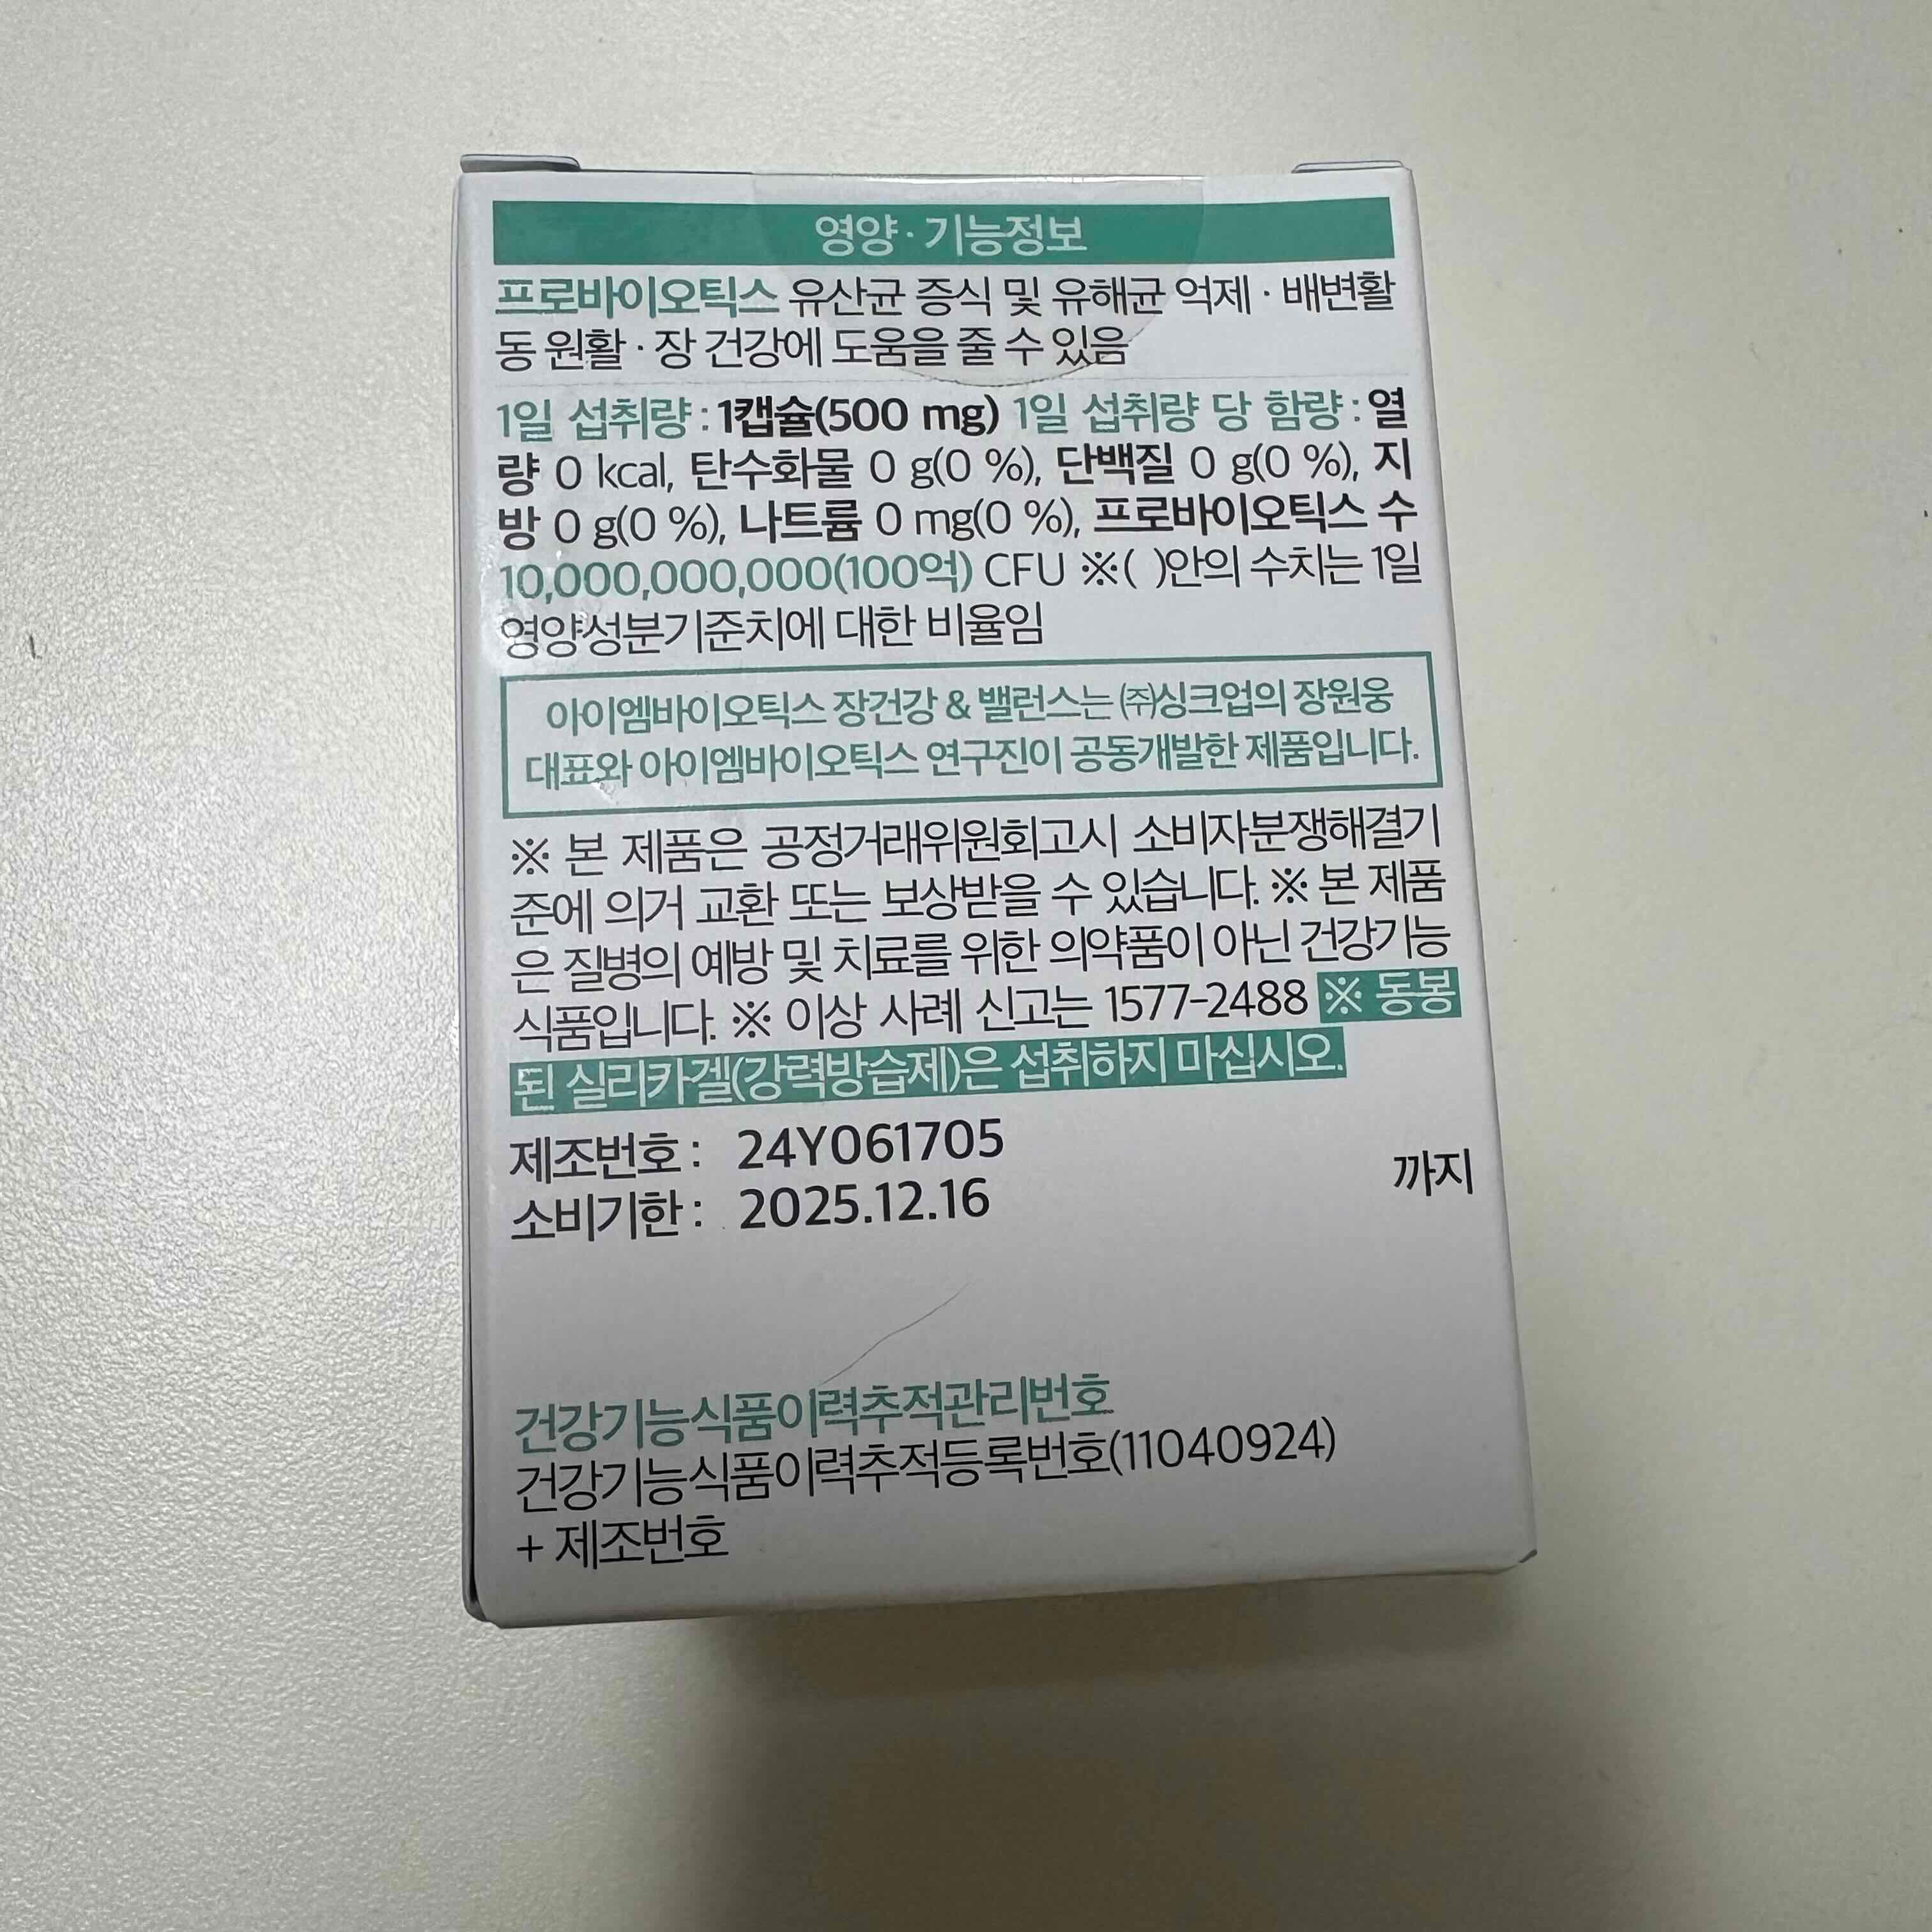 영양 · 기능정보
프로바이오틱스 유산균 증식 및 유해균 억제 · 배변활
동 원활 · 장 건강에 도움을 줄 수 있음
1일 섭취량 : 1캡슐(500 mg) 1일 섭취량 당 함량 : 열
량 0 kcal, 탄수화물 0 g(0 %), 단백질 0 g(0 %), 지
방 0 g(0 %), 나트륨 0 mg(0 %), 프로바이오틱스 수
10,000,000,000(100억) CFU ※( )안의 수치는 1일
영양성분기준치에 대한 비율임
아이엠바이오틱스 장건강 & 밸런스는 ㈜싱크업의 장원웅
대표와 아이엠바이오틱스 연구진이 공동개발한 제품입니다.
※ 본 제품은 공정거래위원회고시 소비자분쟁해결기
준에 의거 교환 또는 보상받을 수 있습니다. ※ 본 제품
은 질병의 예방 및 치료를 위한 의약품이 아닌 건강기능
식품입니다. ※ 이상 사례 신고는 1577-2488 ※ 동봉
된 실리카겔(강력방습제)은 섭취하지 마십시오.
제조번호 : 24Y061705
소비기한 : 2025.12.16 까지
건강기능식품이력추적관리번호
건강기능식품이력추적등록번호(11040924)
+ 제조번호